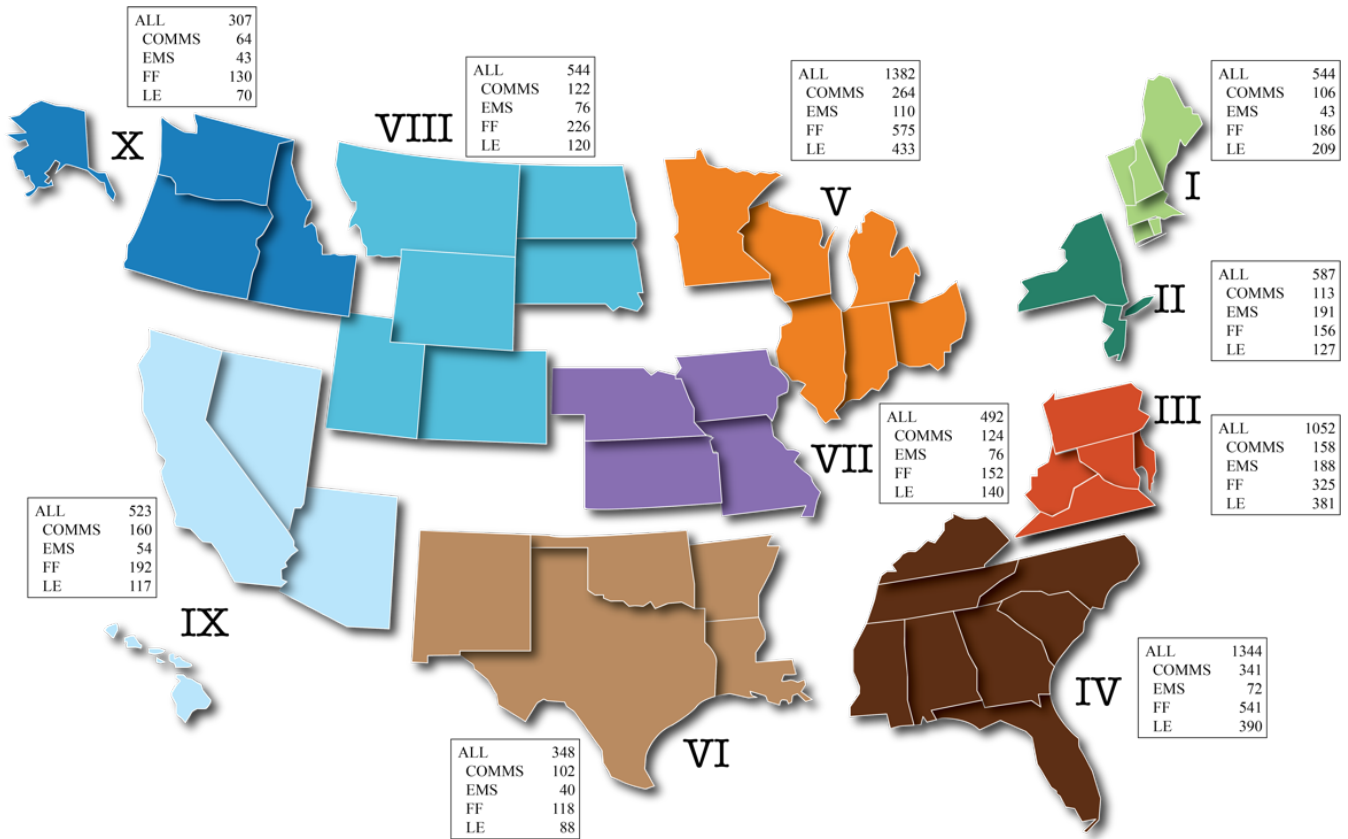 X
ALL 307
COMMS 64
EMS 43
FF 130
LE 70
VIII
ALL 544
COMMS 122
EMS 76
FF 226
LE 120
V
ALL 1382
COMMS 264
EMS 110
FF 575
LE 433
I
ALL 544
COMMS 106
EMS 43
FF 186
LE 209
II
ALL 587
COMMS 113
EMS 191
FF 156
LE 127
III
ALL 1052
COMMS 158
EMS 188
FF 325
LE 381
VII
ALL 492
COMMS 124
EMS 76
FF 152
LE 140
ALL 523
COMMS 160
EMS 54
FF 192
LE 117
IX
VI
ALL 348
COMMS 102
EMS 40
FF 118
LE 88
IV
ALL 1344
COMMS 341
EMS 72
FF 541
LE 390